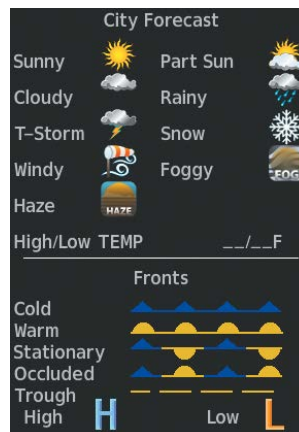 City Forecast
Sunny Part Sun
Cloudy Rainy
T-Storm Snow
Windy Foggy FOG
Haze HAZE
High/Low TEMP __/__F
Fronts
Cold
Warm
Stationary
Occluded
Trough
High H Low L